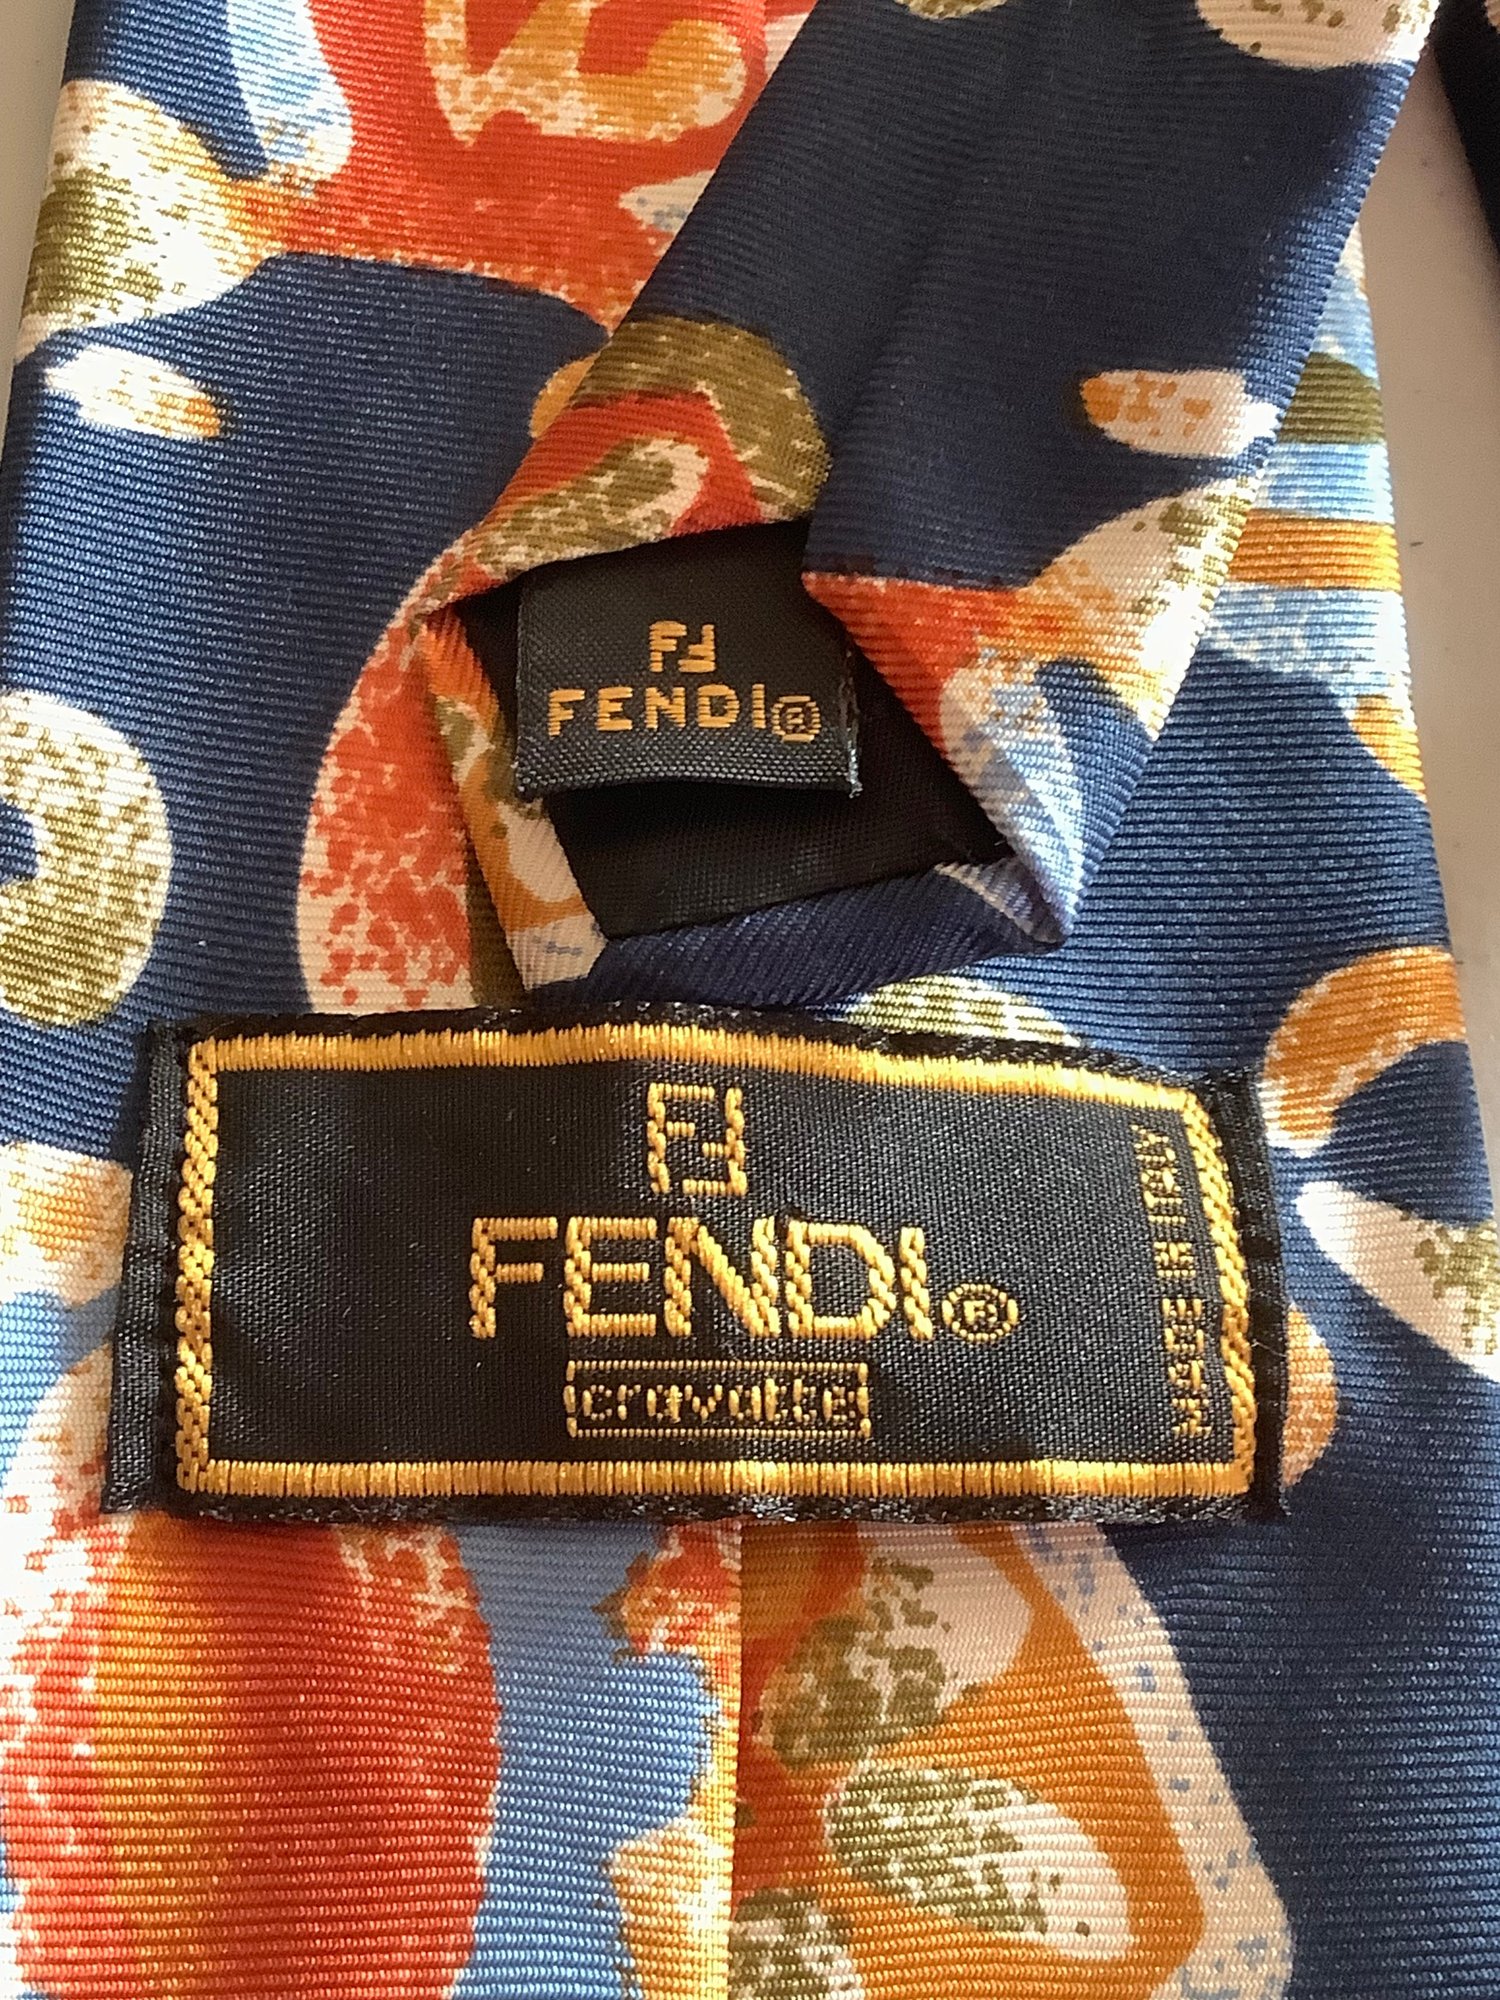 FF
FENDI®
FF
FENDI®
cravatte
MADE IN ITALY